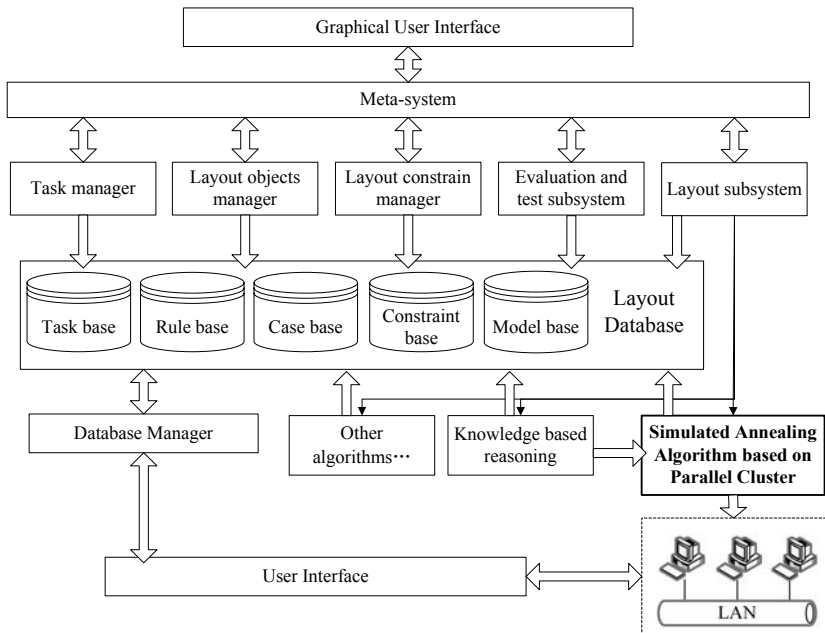 Graphical User Interface
Meta-system
Task manager
Layout objects
manager
Layout constrain
manager
Evaluation and
test subsystem
Layout subsystem
Task base
Rule base
Case base
Constraint
base
Model base
Layout
Database
Database Manager
Other
algorithms…
Knowledge based
reasoning
Simulated Annealing
Algorithm based on
Parallel Cluster
User Interface
LAN